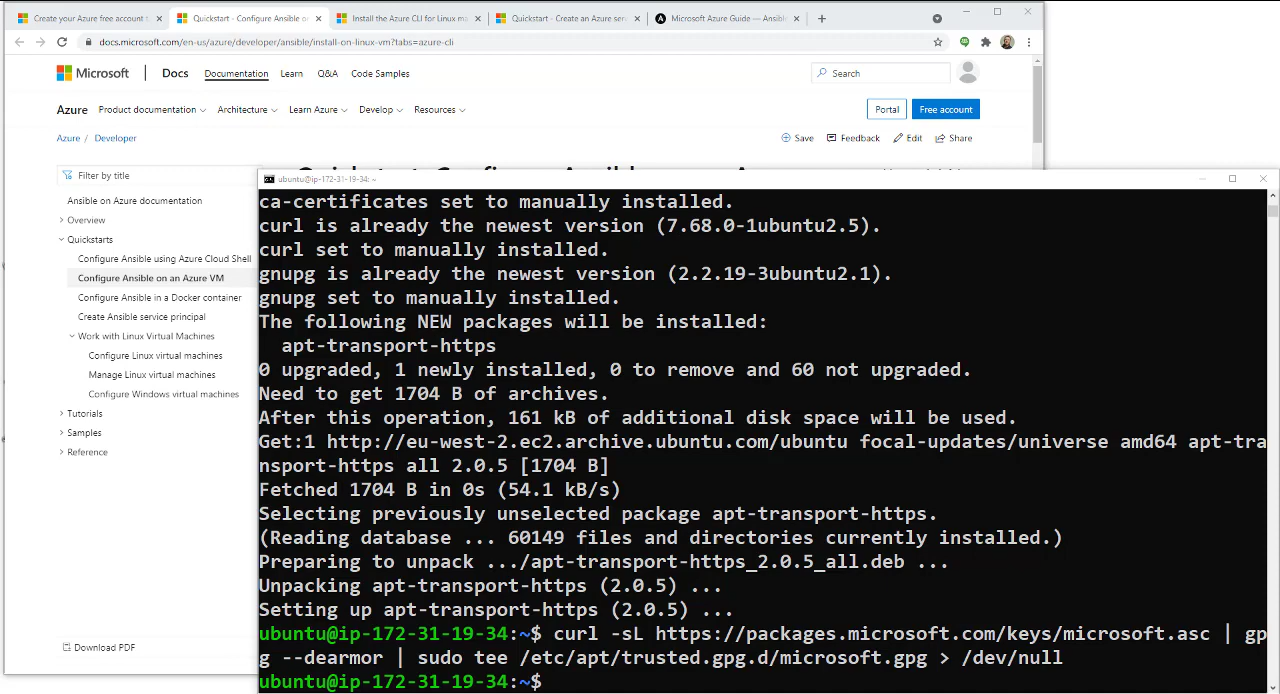 Create your Azure free account t
Quickstart - Configure Ansible on
Install the Azure CLI for Linux ma
Quickstart - Create an Azure serv
Microsoft Azure Guide — Ansible
docs.microsoft.com/en-us/azure/developer/ansible/install-on-linux-vm?tabs=azure-cli
Microsoft
Docs
Documentation
Learn
Q&A
Code Samples
Search
Azure
Product documentation
Architecture
Learn Azure
Develop
Resources
Portal
Free account
Azure / Developer
Save
Feedback
Edit
Share
Filter by title
Ansible on Azure documentation
Overview
Quickstarts
Configure Ansible using Azure Cloud Shell
Configure Ansible on an Azure VM
Configure Ansible in a Docker container
Create Ansible service principal
Work with Linux Virtual Machines
Configure Linux virtual machines
Manage Linux virtual machines
Configure Windows virtual machines
Tutorials
Samples
Reference
Download PDF
ubuntu@ip-172-31-19-34: ~
ca-certificates set to manually installed.
curl is already the newest version (7.68.0-1ubuntu2.5).
curl set to manually installed.
gnupg is already the newest version (2.2.19-3ubuntu2.1).
gnupg set to manually installed.
The following NEW packages will be installed:
apt-transport-https
0 upgraded, 1 newly installed, 0 to remove and 60 not upgraded.
Need to get 1704 B of archives.
After this operation, 161 kB of additional disk space will be used.
Get:1 http://eu-west-2.ec2.archive.ubuntu.com/ubuntu focal-updates/universe amd64 apt-tra
nsport-https all 2.0.5 [1704 B]
Fetched 1704 B in 0s (54.1 kB/s)
Selecting previously unselected package apt-transport-https.
(Reading database ... 60149 files and directories currently installed.)
Preparing to unpack .../apt-transport-https_2.0.5_all.deb ...
Unpacking apt-transport-https (2.0.5) ...
Setting up apt-transport-https (2.0.5) ...
ubuntu@ip-172-31-19-34:~$ curl -sL https://packages.microsoft.com/keys/microsoft.asc | gp
g --dearmor | sudo tee /etc/apt/trusted.gpg.d/microsoft.gpg > /dev/null
ubuntu@ip-172-31-19-34:~$